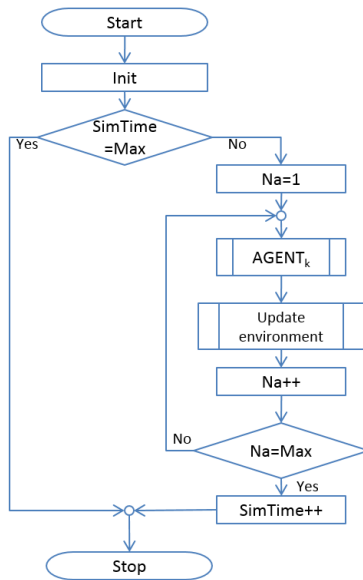 Start
Init
SimTime
=Max
Yes
No
Na=1
AGENTk
Update
environment
Na++
No
Na=Max
Yes
SimTime++
Stop